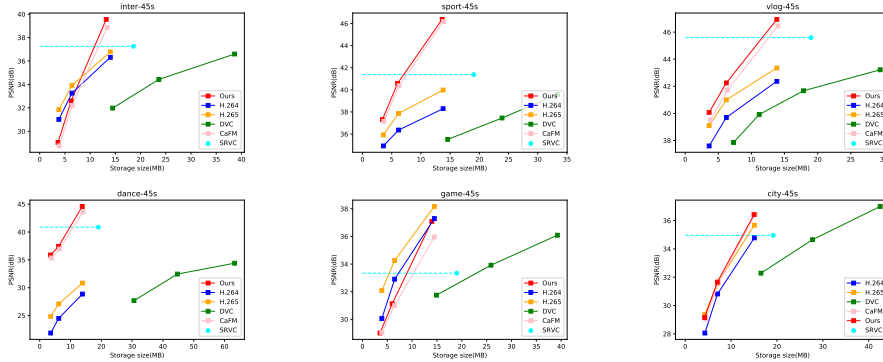 inter-45s
PSNR(dB)
40
38
36
34
32
30
0
5
10
15
20
25
30
35
40
Storage size(MB)
Ours
H.264
H.265
DVC
CaFM
SRVC
sport-45s
PSNR(dB)
46
44
42
40
38
36
0
5
10
15
20
25
30
35
Storage size(MB)
Ours
H.264
H.265
DVC
CaFM
SRVC
vlog-45s
PSNR(dB)
46
44
42
40
38
0
5
10
15
20
25
30
Storage size(MB)
Ours
H.264
H.265
DVC
CaFM
SRVC
dance-45s
PSNR(dB)
45
40
35
30
25
0
10
20
30
40
50
60
Storage size(MB)
Ours
H.264
H.265
DVC
CaFM
SRVC
game-45s
PSNR(dB)
38
36
34
32
30
0
5
10
15
20
25
30
35
40
Storage size(MB)
Ours
H.264
H.265
DVC
CaFM
SRVC
city-45s
PSNR(dB)
36
34
32
30
28
0
10
20
30
40
Storage size(MB)
H.264
H.265
DVC
CaFM
Ours
SRVC